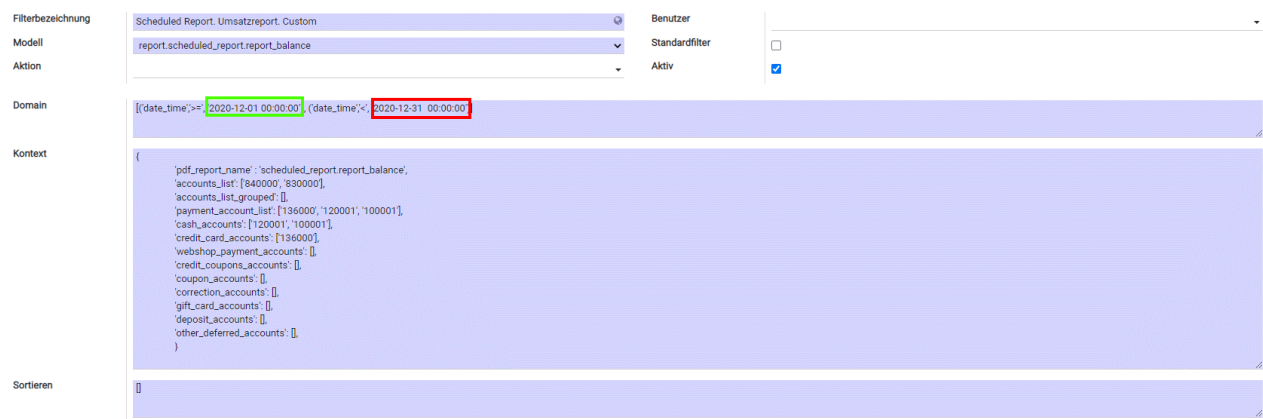 Filterbezeichnung
Scheduled Report. Umsatzreport. Custom
Benutzer
Modell
report.scheduled_report.report_balance
Standardfilter
Aktion
Aktiv
Domain
[('date_time','>=', '2020-12-01 00:00:00'), ('date_time','<', '2020-12-31  00:00:00')]
Kontext
{
'pdf_report_name' : 'scheduled_report.report_balance',
'accounts_list': ['840000', '830000'],
'accounts_list_grouped': [],
'payment_account_list': ['136000', '120001', '100001'],
'cash_accounts': ['120001', '100001'],
'credit_card_accounts': ['136000'],
'webshop_payment_accounts': [],
'credit_coupons_accounts': [],
'coupon_accounts': [],
'correction_accounts': [],
'gift_card_accounts': [],
'deposit_accounts': [],
'other_deferred_accounts': [],
}
Sortieren
[]